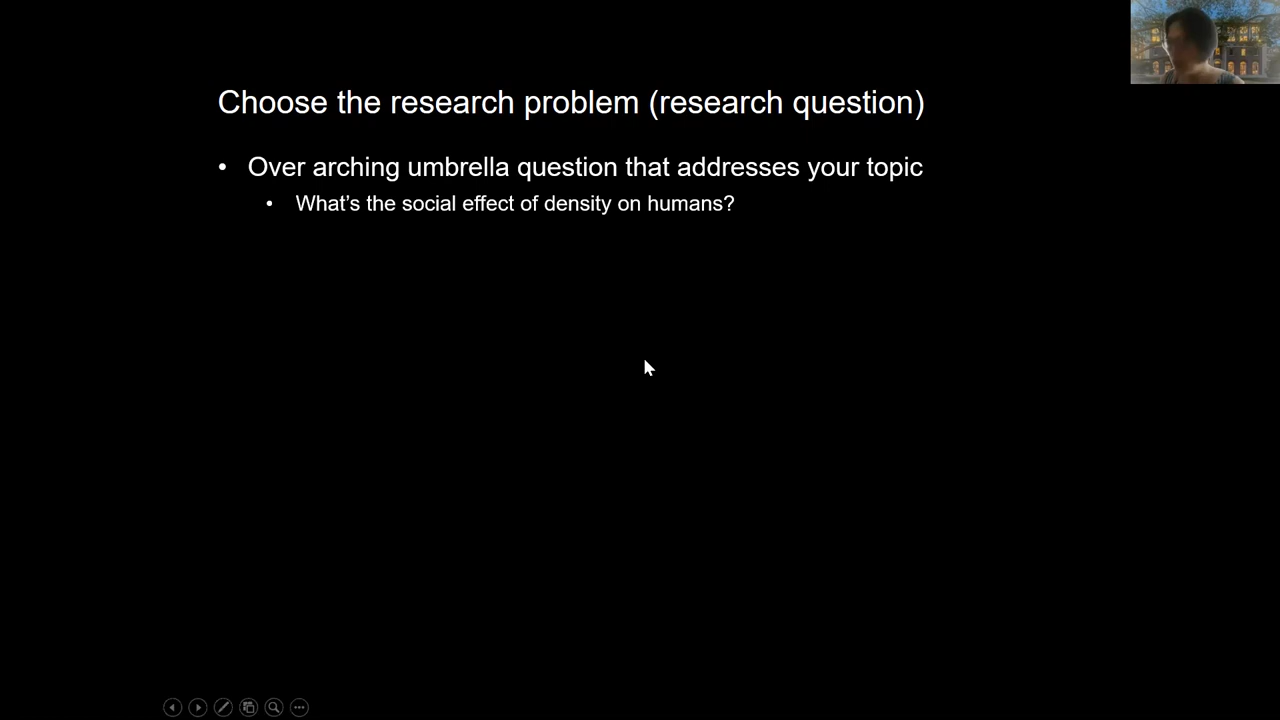 Choose the research problem (research question)
• Over arching umbrella question that addresses your topic
• What's the social effect of density on humans?